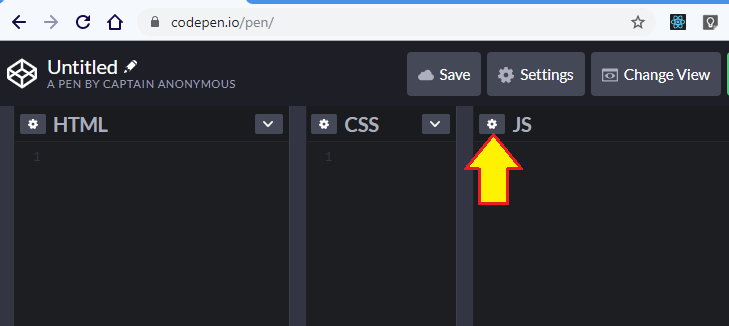 codepen.io/pen/
Untitled
A PEN BY CAPTAIN ANONYMOUS
Save
Settings
Change View
HTML
CSS
JS
1
1